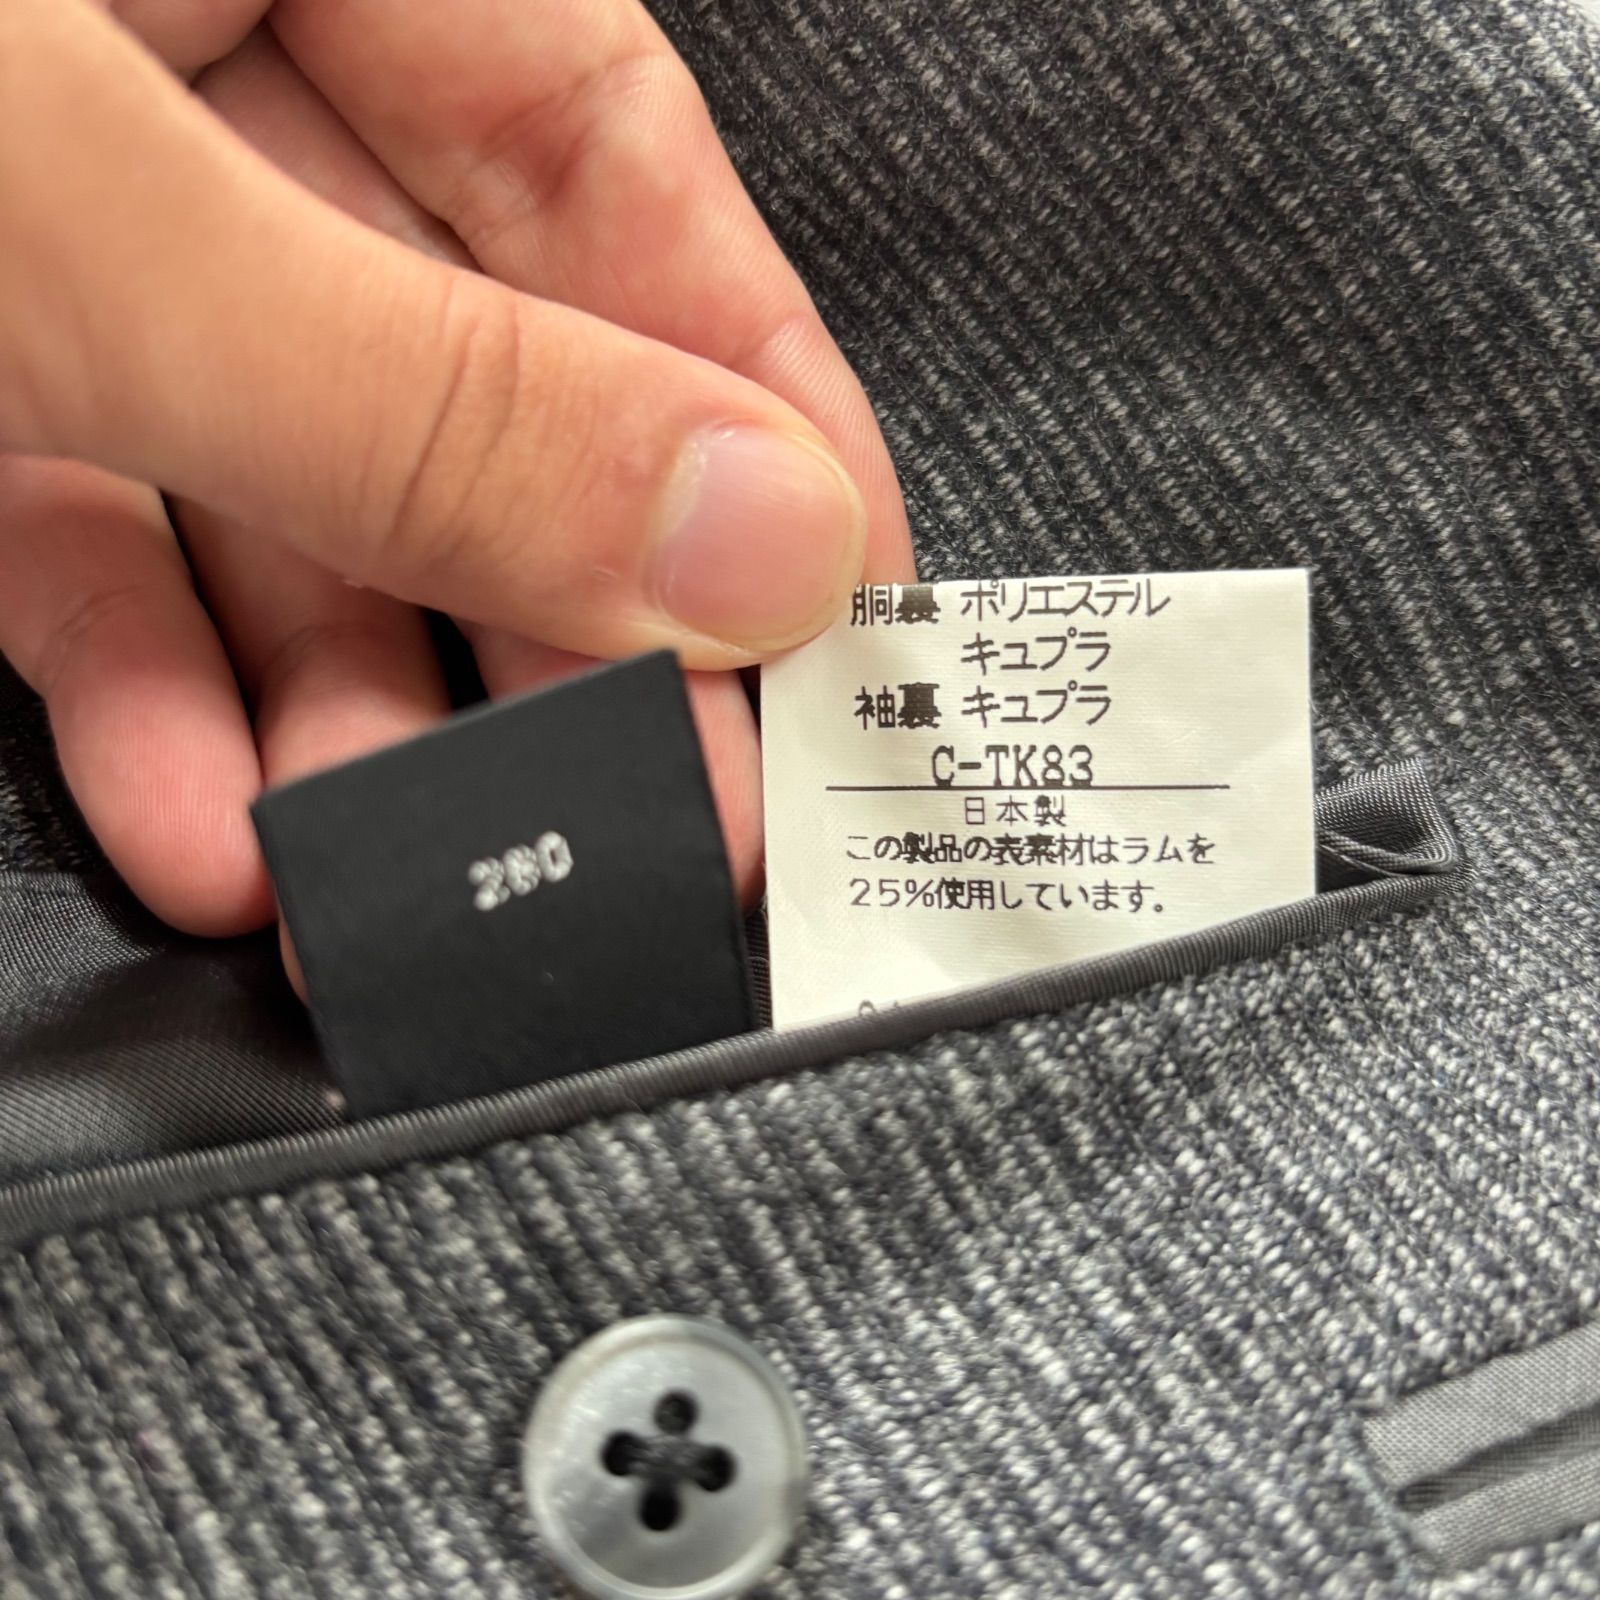 胴裏 ポリエステル
キュプラ
袖裏 キュプラ
C-TK83
日本製
この製品の表素材はラムを
25%使用しています。